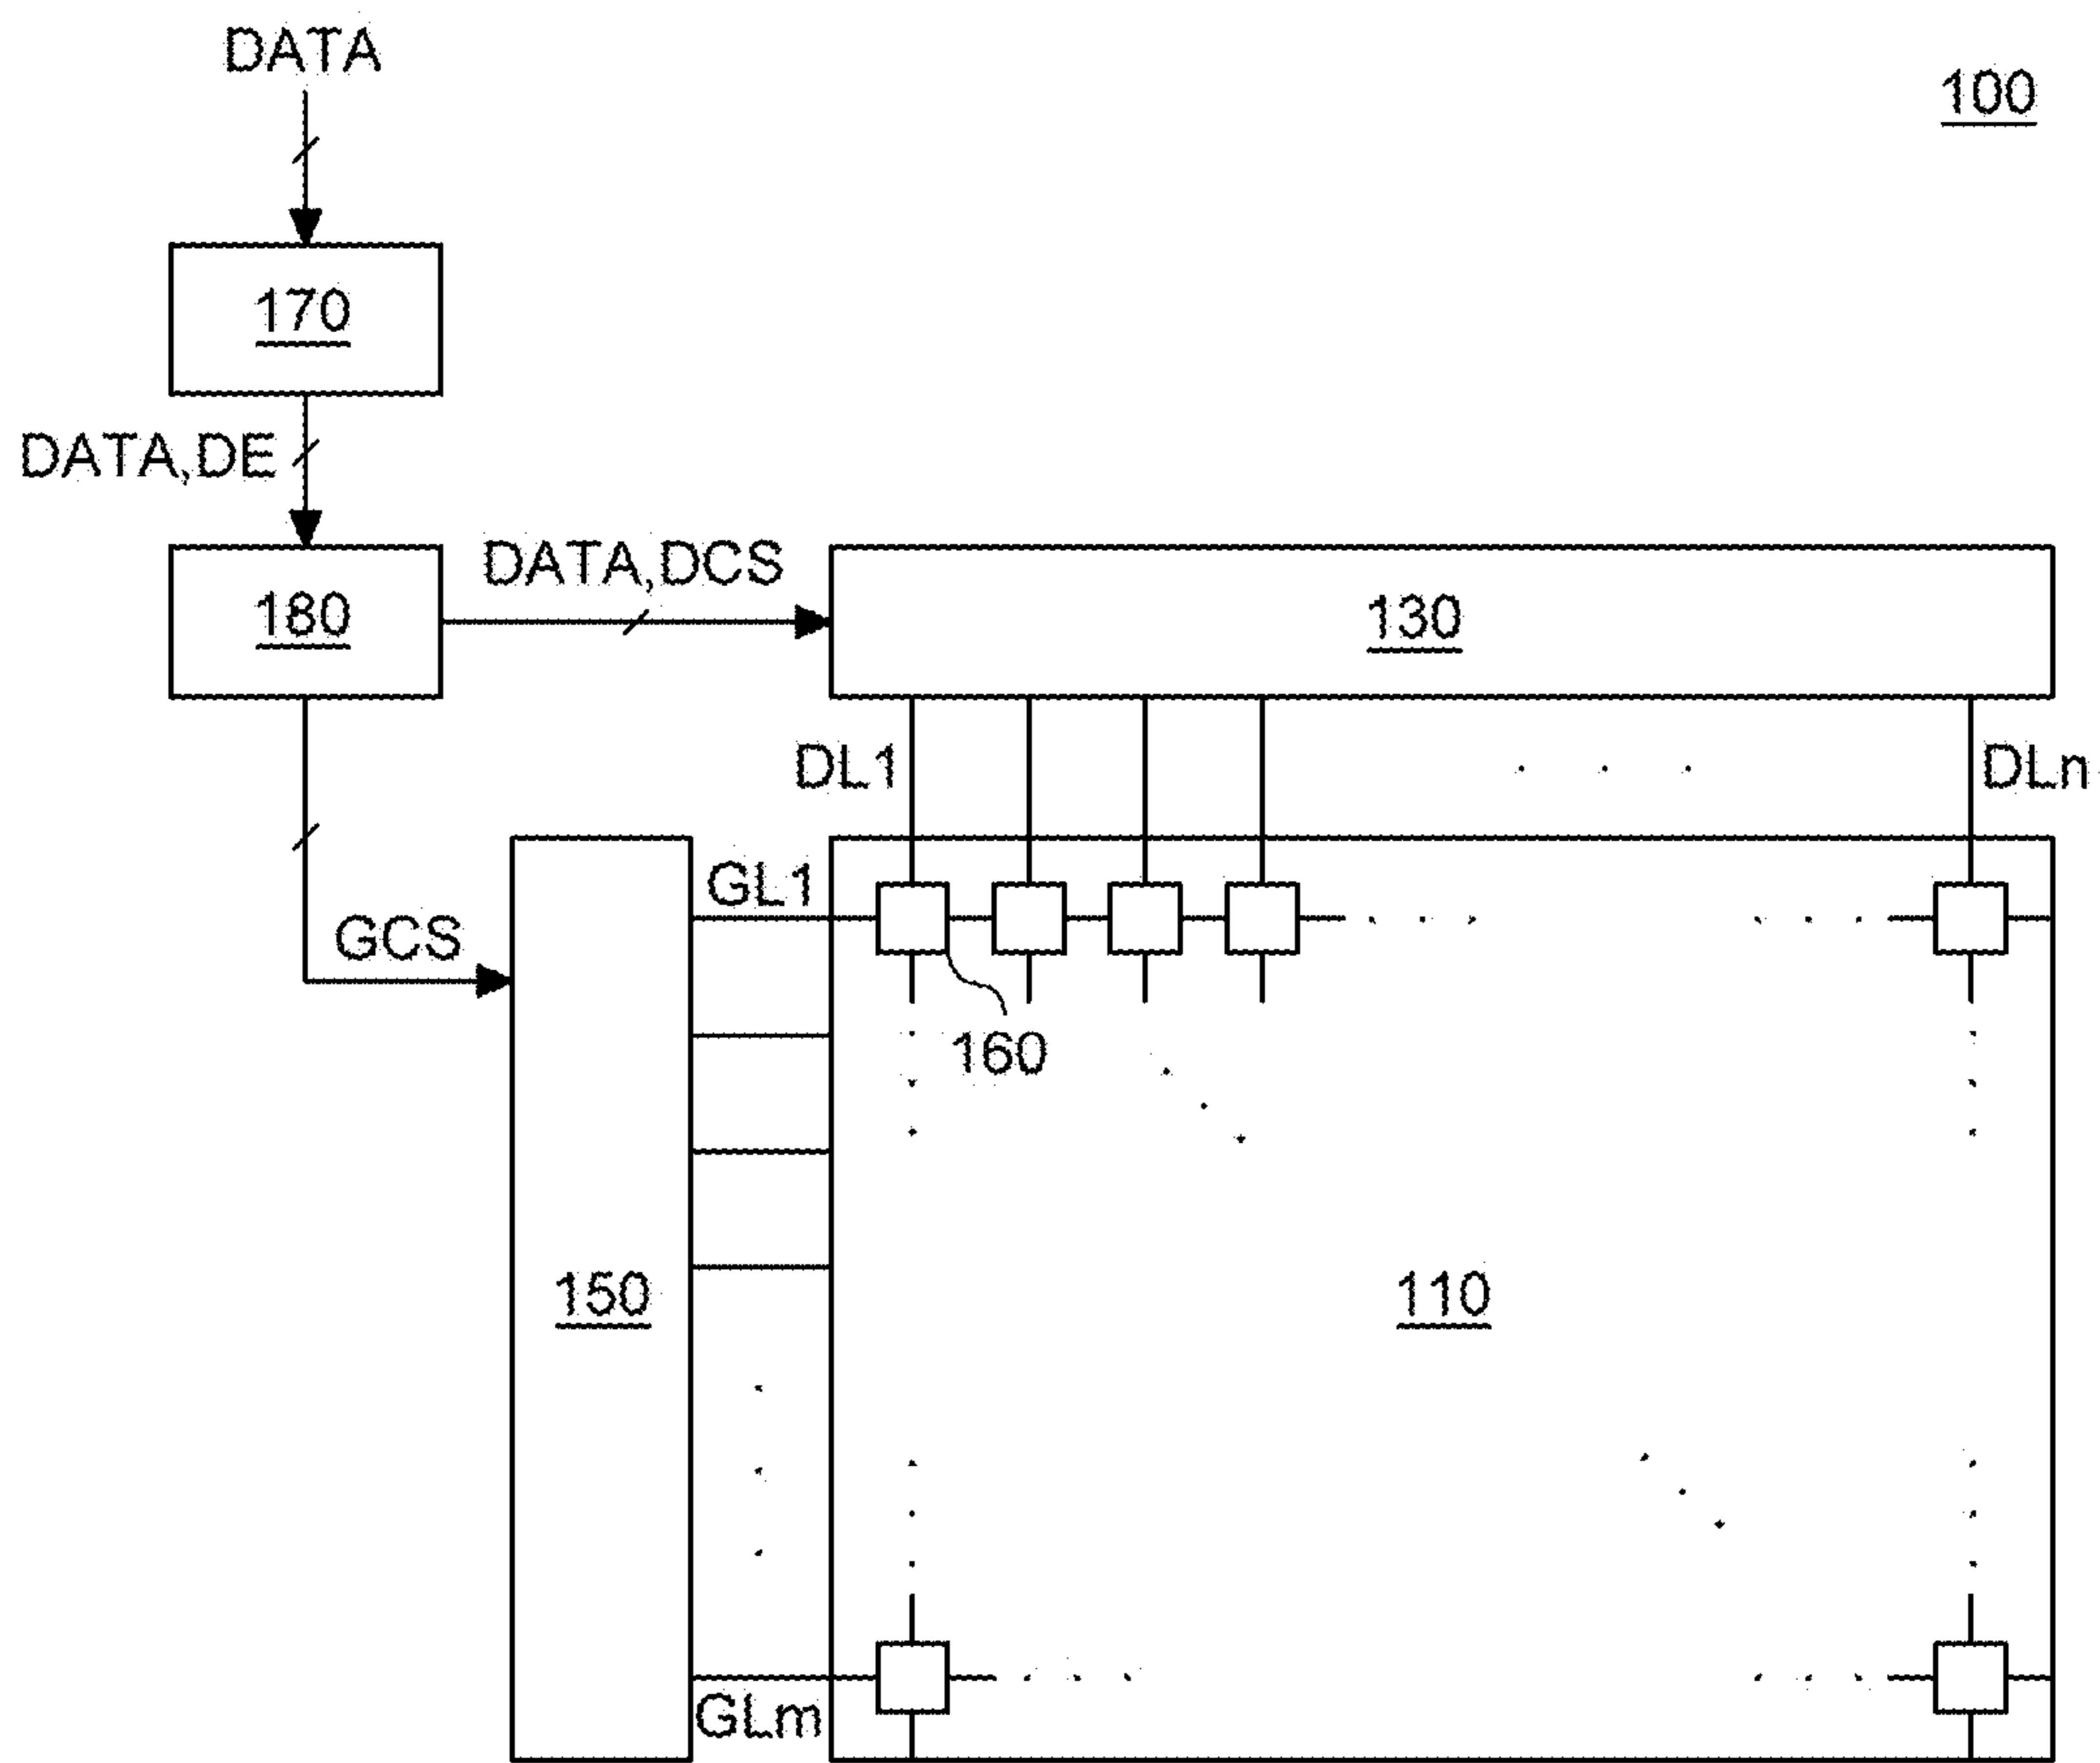 DATA
100
170
DATA,DE
180
DATA,DCS
130
DL1
DLn
GL1
GCS
160
150
110
GLm